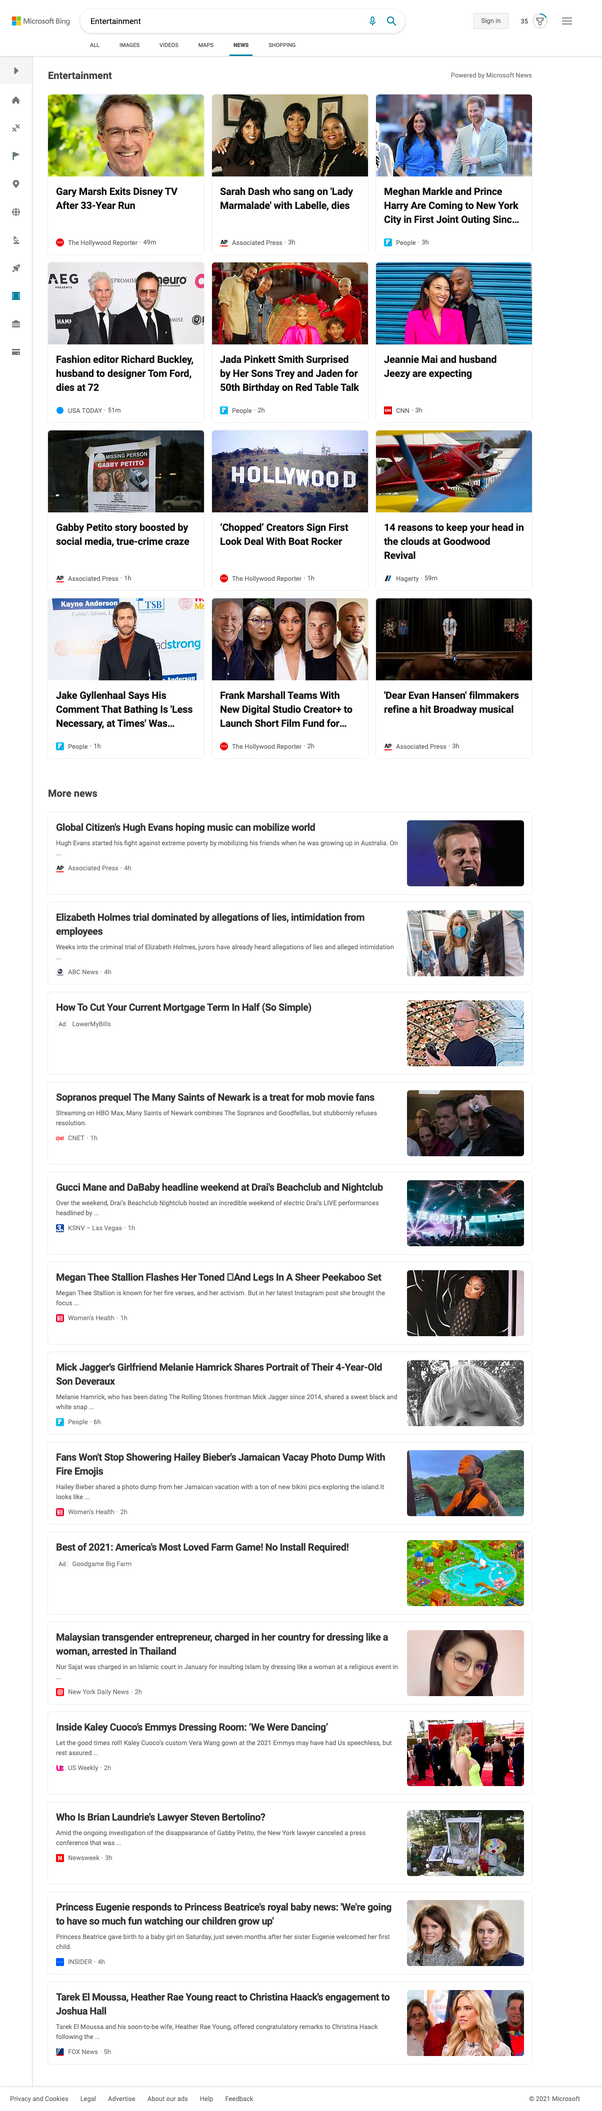 Microsoft Bing
Entertainment
Sign in
35
ALL
IMAGES
VIDEOS
MAPS
NEWS
SHOPPING
Entertainment
Powered by Microsoft News
Gary Marsh Exits Disney TV
After 33-Year Run
The Hollywood Reporter · 49m
Sarah Dash who sang on 'Lady
Marmalade' with Labelle, dies
AP Associated Press · 3h
Meghan Markle and Prince
Harry Are Coming to New York
City in First Joint Outing Sinc...
People · 3h
AEG
PRESENTS
neuro
Fashion editor Richard Buckley,
husband to designer Tom Ford,
dies at 72
USA TODAY · 51m
Jada Pinkett Smith Surprised
by Her Sons Trey and Jaden for
50th Birthday on Red Table Talk
People · 2h
Jeannie Mai and husband
Jeezy are expecting
CNN · 3h
MISSING PERSON
GABBY PETITO
Gabby Petito story boosted by
social media, true-crime craze
AP Associated Press · 1h
HOLLYWOOD
‘Chopped’ Creators Sign First
Look Deal With Boat Rocker
The Hollywood Reporter · 1h
14 reasons to keep your head in
the clouds at Goodwood
Revival
Hagerty · 59m
Kayne Anderson
TSB
adstrong
Anderson
Jake Gyllenhaal Says His
Comment That Bathing Is 'Less
Necessary, at Times' Was...
People · 1h
Frank Marshall Teams With
New Digital Studio Creator+ to
Launch Short Film Fund for...
The Hollywood Reporter · 2h
'Dear Evan Hansen' filmmakers
refine a hit Broadway musical
AP Associated Press · 3h
More news
Global Citizen's Hugh Evans hoping music can mobilize world
Hugh Evans started his fight against extreme poverty by mobilizing his friends when he was growing up in Australia. On
...
AP Associated Press · 4h
Elizabeth Holmes trial dominated by allegations of lies, intimidation from
employees
Weeks into the criminal trial of Elizabeth Holmes, jurors have already heard allegations of lies and alleged intimidation
...
ABC News · 4h
How To Cut Your Current Mortgage Term In Half (So Simple)
Ad LowerMyBills
Sopranos prequel The Many Saints of Newark is a treat for mob movie fans
Streaming on HBO Max, Many Saints of Newark combines The Sopranos and Goodfellas, but stubbornly refuses
resolution.
CNET · 1h
Gucci Mane and DaBaby headline weekend at Drai's Beachclub and Nightclub
Over the weekend, Drai's Beachclub Nightclub hosted an incredible weekend of electric Drai's LIVE performances
headlined by ...
3 KSNV – Las Vegas · 1h
Megan Thee Stallion Flashes Her Toned □And Legs In A Sheer Peekaboo Set
Megan Thee Stallion is known for her fire verses, and her activism. But in her latest Instagram post she brought the
focus ...
Women's Health · 1h
Mick Jagger's Girlfriend Melanie Hamrick Shares Portrait of Their 4-Year-Old
Son Deveraux
Melanie Hamrick, who has been dating The Rolling Stones frontman Mick Jagger since 2014, shared a sweet black and
white snap ...
People · 6h
Fans Won't Stop Showering Hailey Bieber's Jamaican Vacay Photo Dump With
Fire Emojis
Hailey Bieber shared a photo dump from her Jamaican vacation with a ton of new bikini pics exploring the island.It
looks like ...
Women's Health · 2h
Best of 2021: America's Most Loved Farm Game! No Install Required!
Ad Goodgame Big Farm
Malaysian transgender entrepreneur, charged in her country for dressing like a
woman, arrested in Thailand
Nur Sajat was charged in an Islamic court in January for insulting Islam by dressing like a woman at a religious event in
...
New York Daily News · 2h
Inside Kaley Cuoco's Emmys Dressing Room: 'We Were Dancing'
Let the good times roll! Kaley Cuoco's custom Vera Wang gown at the 2021 Emmys may have had Us speechless, but
rest assured ...
US Weekly · 2h
Who Is Brian Laundrie's Lawyer Steven Bertolino?
Amid the ongoing investigation of the disappearance of Gabby Petito, the New York lawyer canceled a press
conference that was ...
N Newsweek · 3h
Princess Eugenie responds to Princess Beatrice's royal baby news: 'We're going
to have so much fun watching our children grow up'
Princess Beatrice gave birth to a baby girl on Saturday, just seven months after her sister Eugenie welcomed her first
child.
INSIDER · 4h
Tarek El Moussa, Heather Rae Young react to Christina Haack's engagement to
Joshua Hall
Tarek El Moussa and his soon-to-be wife, Heather Rae Young, offered congratulatory remarks to Christina Haack
following the ...
FOX News · 5h
Privacy and Cookies
Legal
Advertise
About our ads
Help
Feedback
© 2021 Microsoft